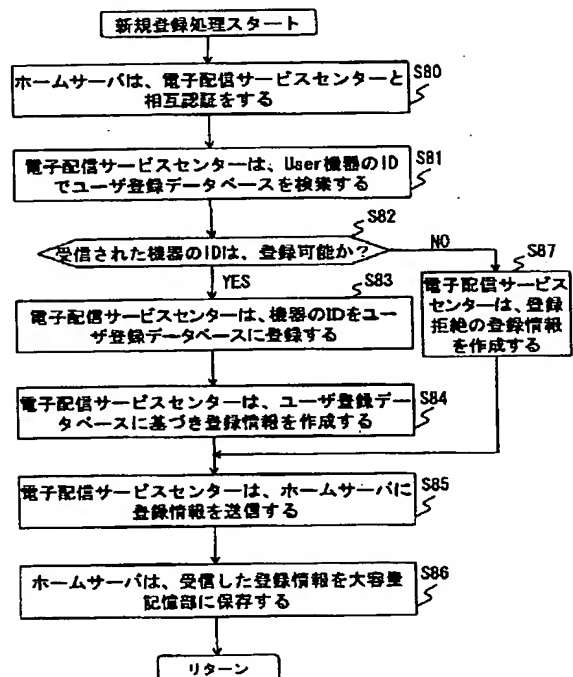 新規登録処理スタート
S80
ホームサーバは、電子配信サービスセンターと
相互認証をする
S81
電子配信サービスセンターは、User機器のID
でユーザ登録データベースを検索する
S82
受信された機器のIDは、登録可能か？
NO
YES
S87
電子配信サービス
センターは、登録
拒絶の登録情報
を作成する
S83
電子配信サービスセンターは、機器のIDをユー
ザ登録データベースに登録する
S84
電子配信サービスセンターは、ユーザ登録デー
タベースに基づき登録情報を作成する
S85
電子配信サービスセンターは、ホームサーバに
登録情報を送信する
S86
ホームサーバは、受信した登録情報を大容量
記憶部に保存する
リターン